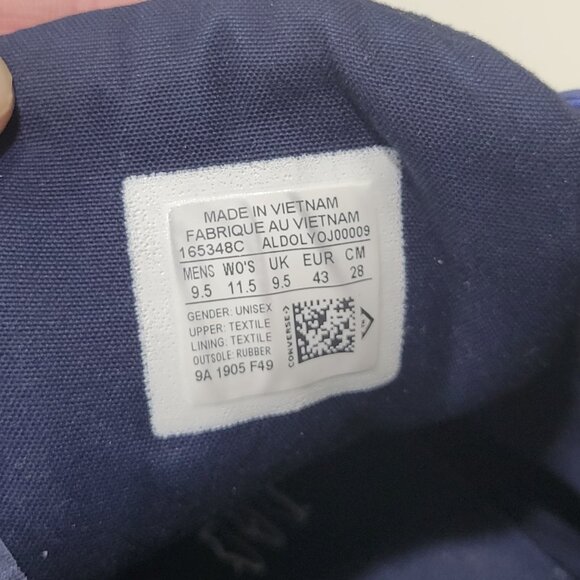 MADE IN VIETNAM
FABRIQUE AU VIETNAM
165348C ALDOLYOJ00009
MENS WO'S UK EUR CM
9.5 11.5 9.5 43 28
GENDER: UNISEX
UPPER: TEXTILE
LINING: TEXTILE
OUTSOLE: RUBBER
9A 1905 F49
CONVERSE